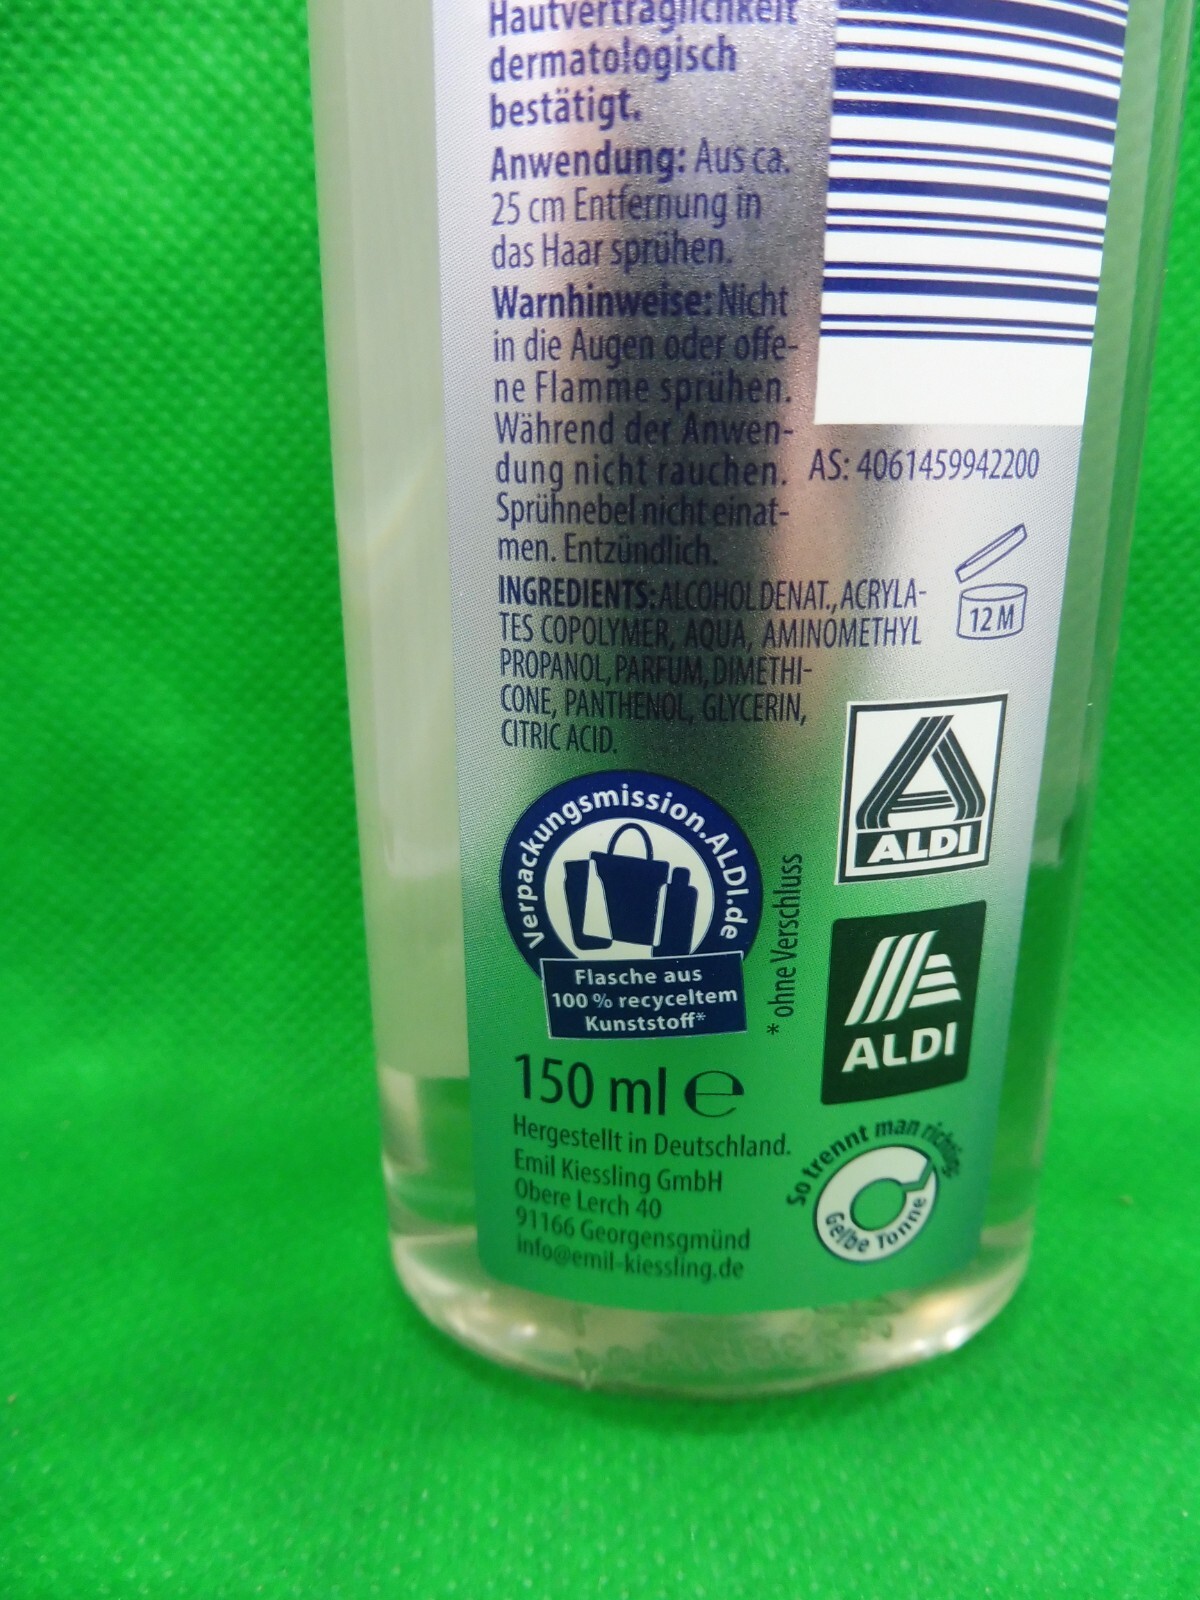 Hautverträglichkeit
dermatologisch
bestätigt.
Anwendung: Aus ca.
25 cm Entfernung in
das Haar sprühen.
Warnhinweise: Nicht
in die Augen oder offe-
ne Flamme sprühen.
Während der Anwen-
dung nicht rauchen.
Sprühnebel nicht einat-
men. Entzündlich.
AS: 4061459942200
12 M
INGREDIENTS: ALCOHOL DENAT., ACRYLA-
TES COPOLYMER, AQUA, AMINOMETHYL
PROPANOL, PARFUM, DIMETHI-
CONE, PANTHENOL, GLYCERIN,
CITRIC ACID.
ALDI
Verpackungsmission.ALDI.de
Flasche aus
100 % recyceltem
Kunststoff*
* ohne Verschluss
ALDI
150 ml e
Hergestellt in Deutschland.
Emil Kiessling GmbH
Obere Lerch 40
91166 Georgensgmünd
info@emil-kiessling.de
So trennt man richtig:
Gelbe Tonne